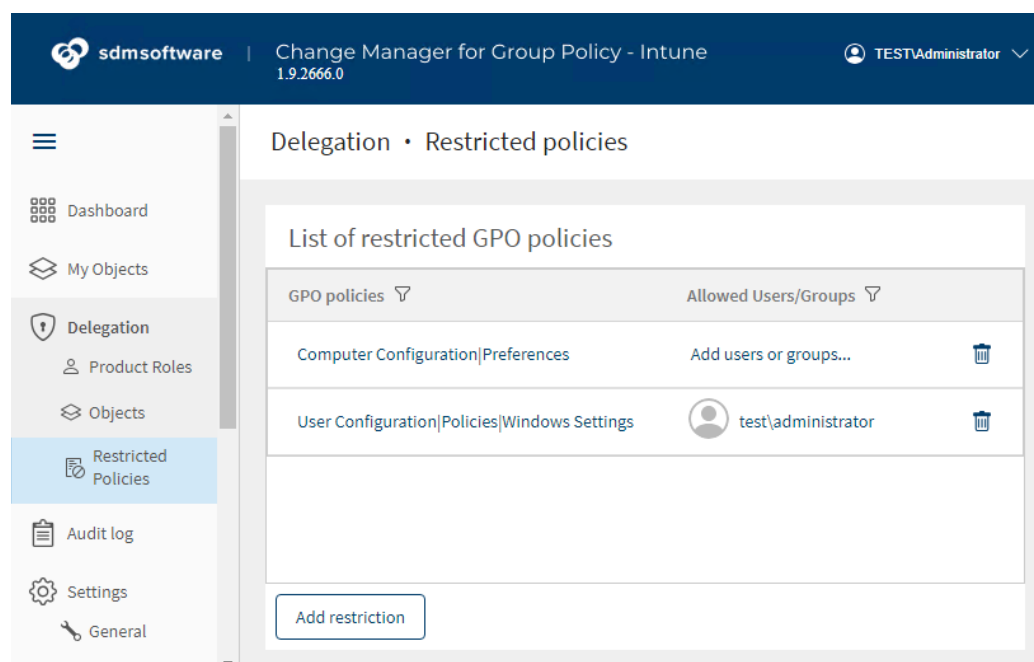 sdmsoftware | Change Manager for Group Policy - Intune
1.9.2666.0
TEST\Administrator
Delegation • Restricted policies
Dashboard
My Objects
Delegation
Product Roles
Objects
Restricted
Policies
Audit log
Settings
General
List of restricted GPO policies
GPO policies Allowed Users/Groups
Computer Configuration|Preferences Add users or groups...
User Configuration|Policies|Windows Settings test\administrator
Add restriction